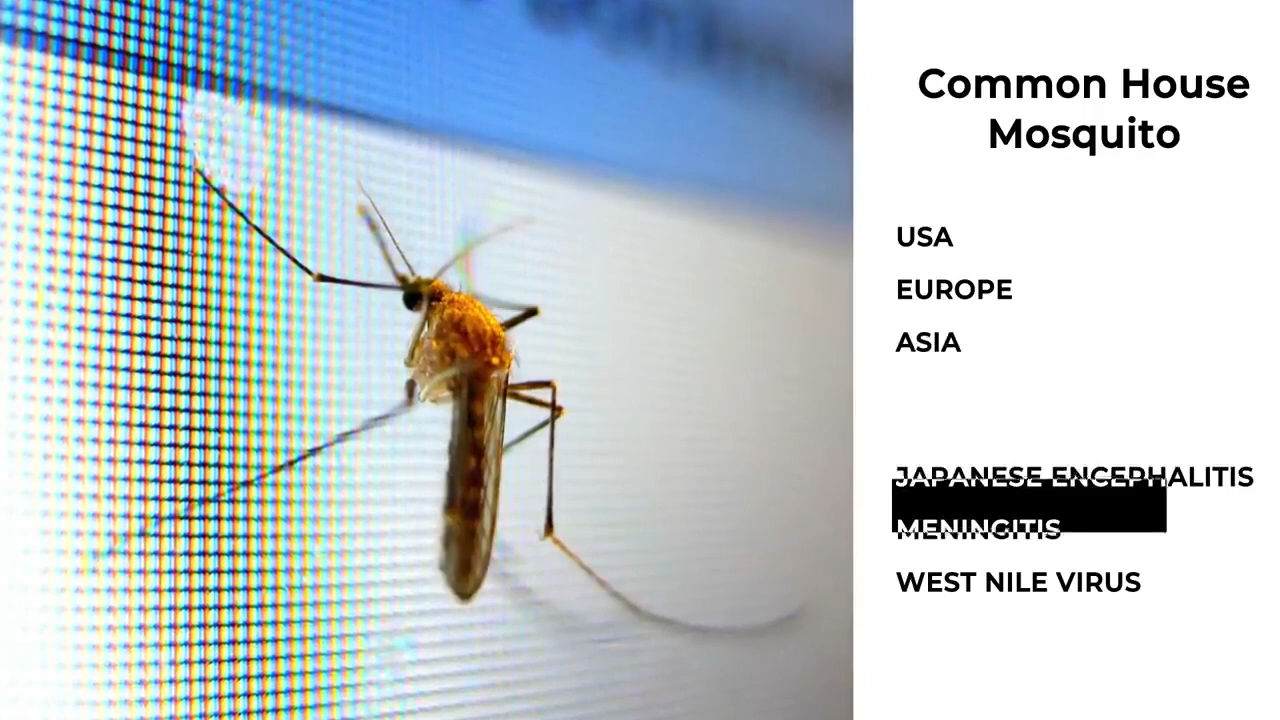 Common House
Mosquito
USA
EUROPE
ASIA
JAPANESE ENCEPHALITIS
MENINGITIS
WEST NILE VIRUS